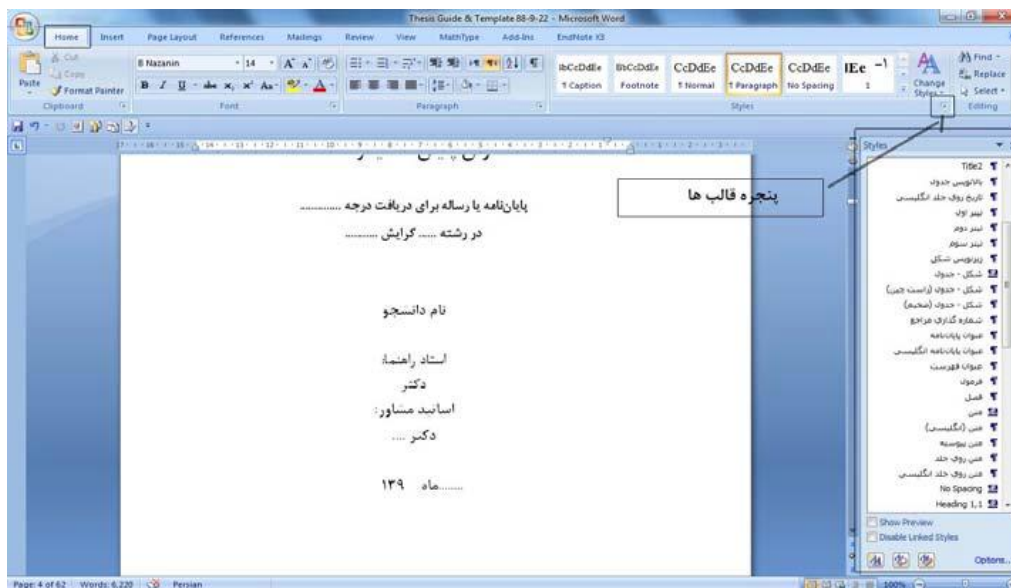 Thesis Guide & Template 88-9-22 - Microsoft Word
Home Insert Page Layout References Mailings Review View MathType Add-Ins EndNote X3
Cut
Copy
Paste
Format Painter
Clipboard
B Nazanin 14
Font
Paragraph
¶ Caption Footnote ¶ Normal ¶ Paragraph No Spacing 1
Styles
Change Styles
Find
Replace
Select
Editing
پایان‌نامه یا رساله برای دریافت درجه .............
در رشته ...... گرایش ...........
نام دانشجو
استاد راهنما:
دکتر
اساتید مشاور:
دکتر ....
........ماه ۱۳۹
پنجره قالب ها
Styles
Title2
بالانویس جدول
تاریخ روی جلد انگلیسی
تیتر اول
تیتر دوم
تیتر سوم
زیرنویس شکل
شکل - جدول
شکل - جدول (راست چین)
شکل - جدول (ضخیم)
شماره گذاری مراجع
عنوان پایان‌نامه
عنوان پایان‌نامه انگلیسی
عنوان فهرست
فرمول
فصل
متن
متن (انگلیسی)
متن پیوسته
متن روی جلد
متن روی جلد انگلیسی
No Spacing
Heading 1,1
Show Preview
Disable Linked Styles
Options...
Page: 4 of 62 Words: 6,220 Persian 100%